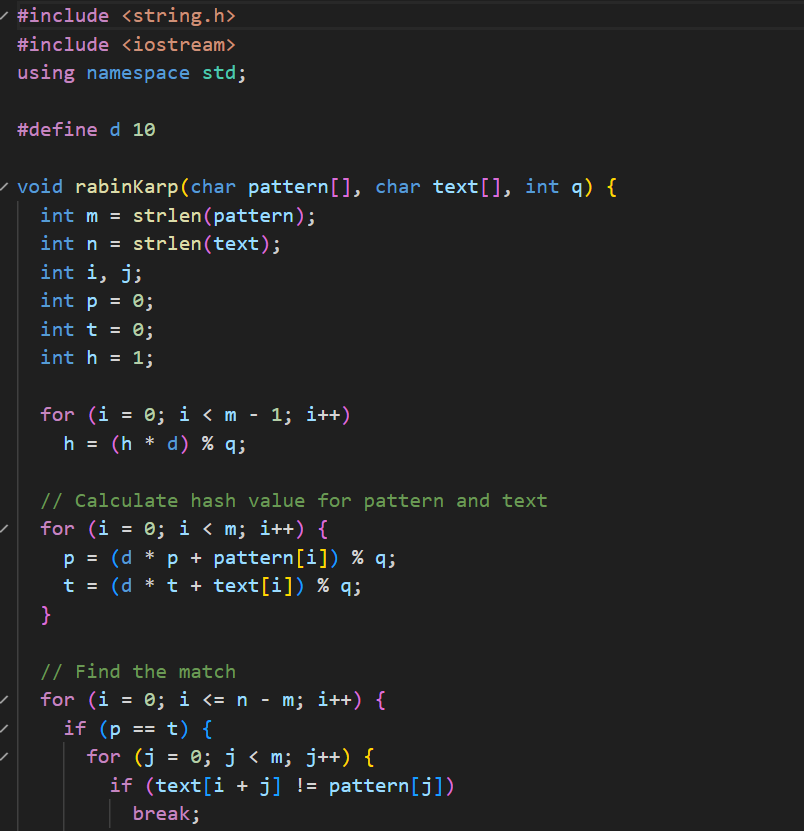 #include <string.h>
#include <iostream>
using namespace std;

#define d 10

void rabinKarp(char pattern[], char text[], int q) {
  int m = strlen(pattern);
  int n = strlen(text);
  int i, j;
  int p = 0;
  int t = 0;
  int h = 1;

  for (i = 0; i < m - 1; i++)
    h = (h * d) % q;

  // Calculate hash value for pattern and text
  for (i = 0; i < m; i++) {
    p = (d * p + pattern[i]) % q;
    t = (d * t + text[i]) % q;
  }

  // Find the match
  for (i = 0; i <= n - m; i++) {
    if (p == t) {
      for (j = 0; j < m; j++) {
        if (text[i + j] != pattern[j])
          break;